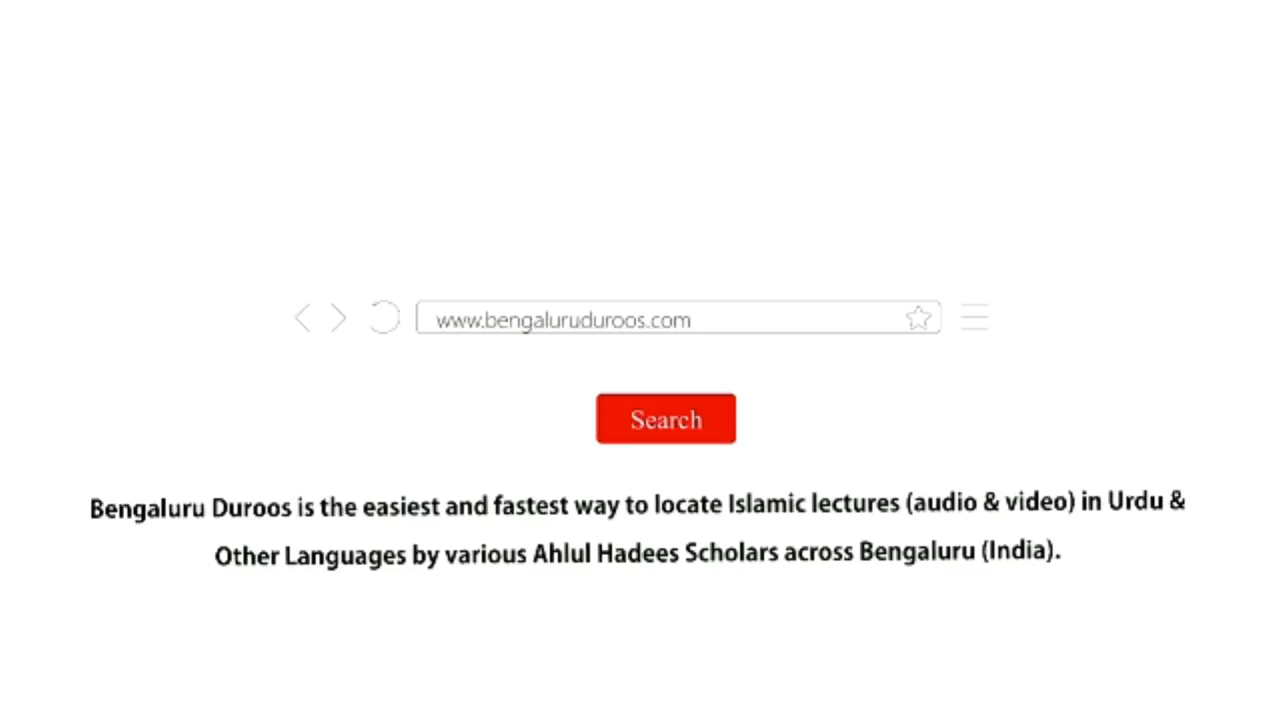 www.bengaluruduroos.com
Search
Bengaluru Duroos is the easiest and fastest way to locate Islamic lectures (audio & video) in Urdu &
Other Languages by various Ahlul Hadees Scholars across Bengaluru (India).